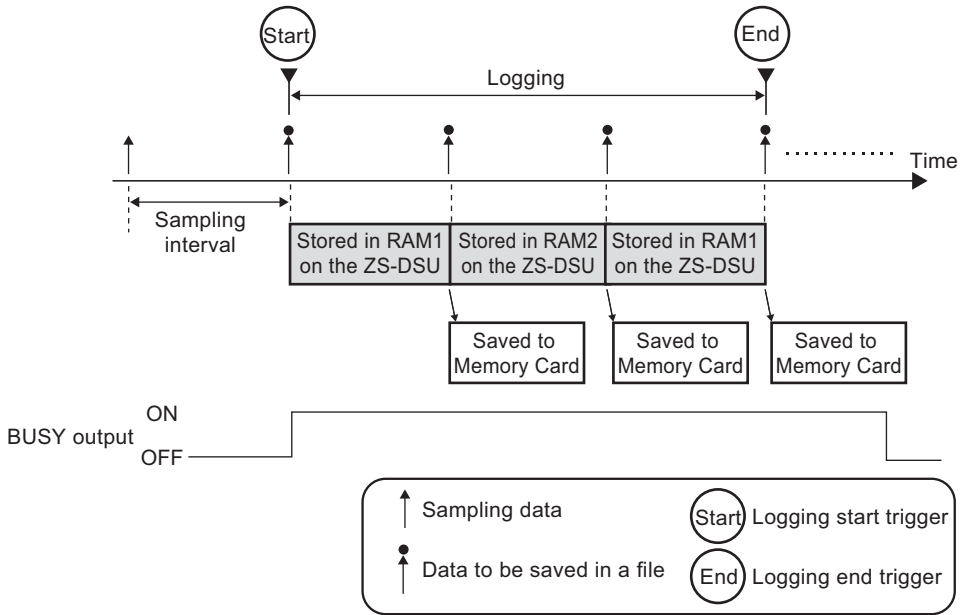 Start
End
Logging
Time
Sampling
interval
Stored in RAM1
on the ZS-DSU
Stored in RAM2
on the ZS-DSU
Stored in RAM1
on the ZS-DSU
Saved to
Memory Card
Saved to
Memory Card
Saved to
Memory Card
ON
BUSY output
OFF
Sampling data
Start Logging start trigger
Data to be saved in a file
End Logging end trigger